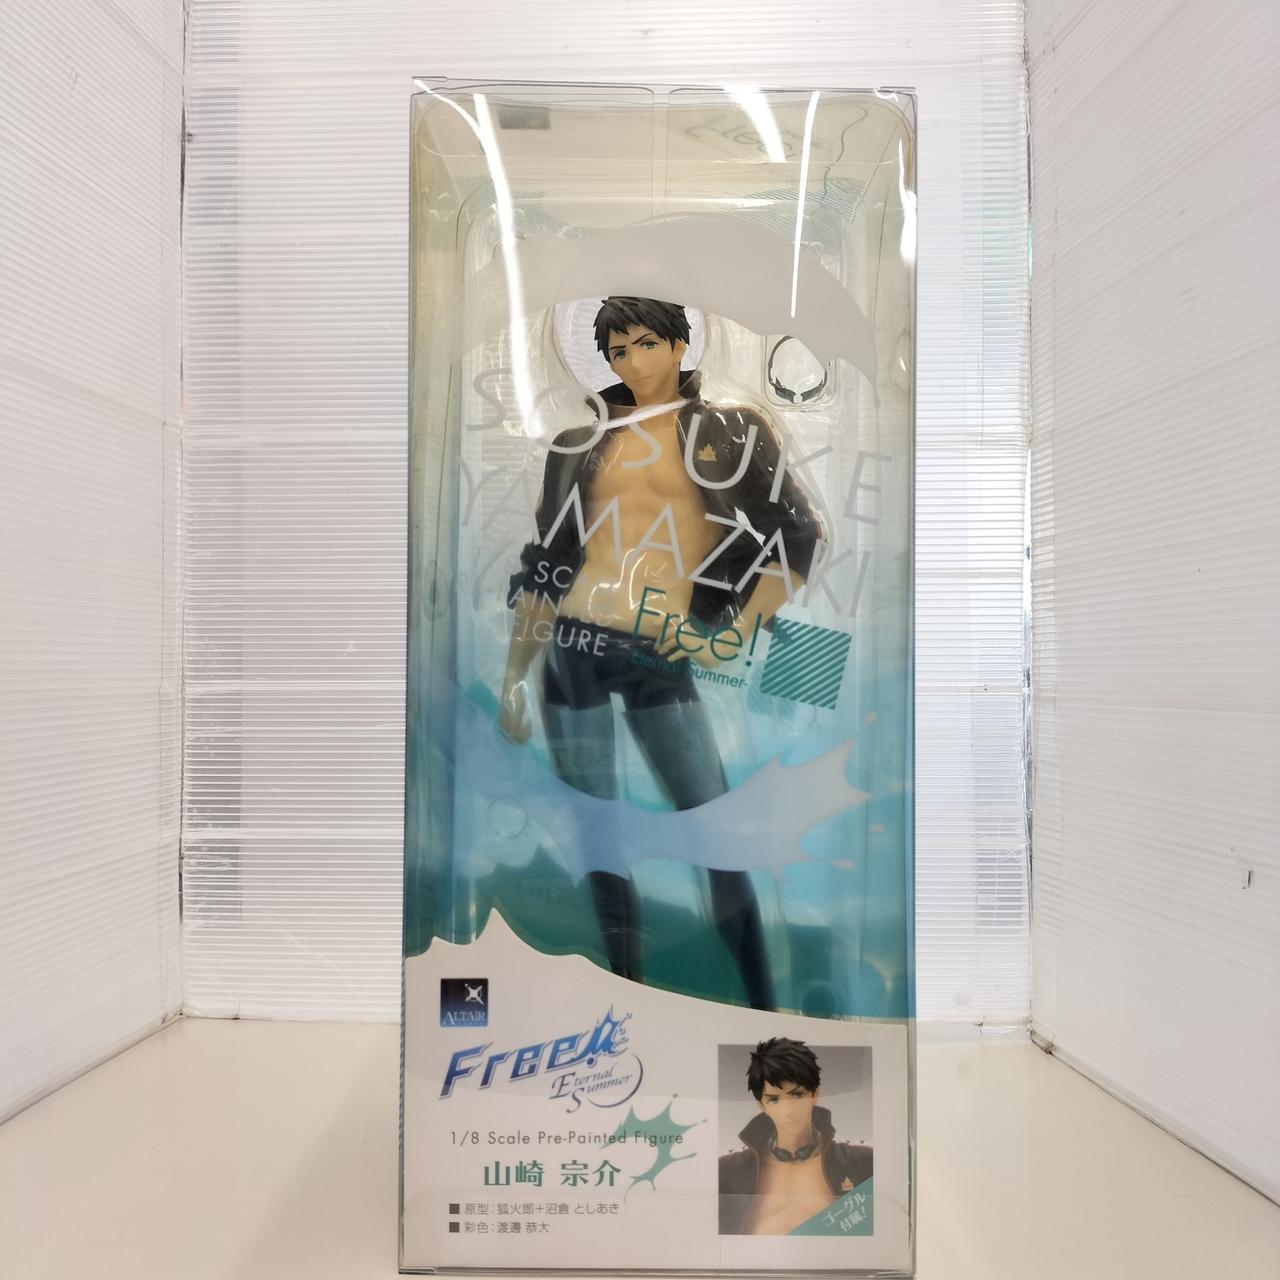 SOSUKE
YAMAZAKI
FIGURE
Free!
-Eternal Summer-
ALTAiR
Free!
Eternal
Summer
1/8 Scale Pre-Painted Figure
山崎 宗介
■ 原型：狐火郎＋沼倉 としあき
■ 彩色：渡邊 恭大
ゴーグル
付属！